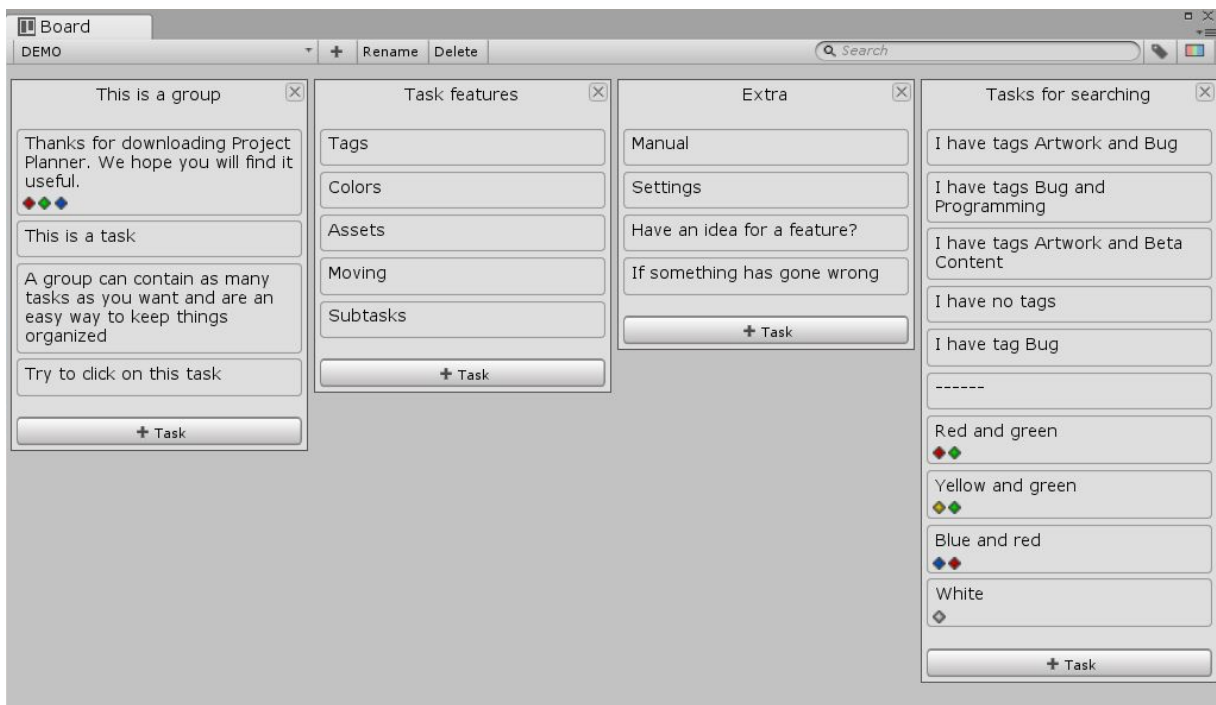 Board
DEMO
+ Rename Delete
Search
This is a group
Thanks for downloading Project
Planner. We hope you will find it
useful.
This is a task
A group can contain as many
tasks as you want and are an
easy way to keep things
organized
Try to click on this task
+ Task
Task features
Tags
Colors
Assets
Moving
Subtasks
+ Task
Extra
Manual
Settings
Have an idea for a feature?
If something has gone wrong
+ Task
Tasks for searching
I have tags Artwork and Bug
I have tags Bug and
Programming
I have tags Artwork and Beta
Content
I have no tags
I have tag Bug
------
Red and green
Yellow and green
Blue and red
White
+ Task